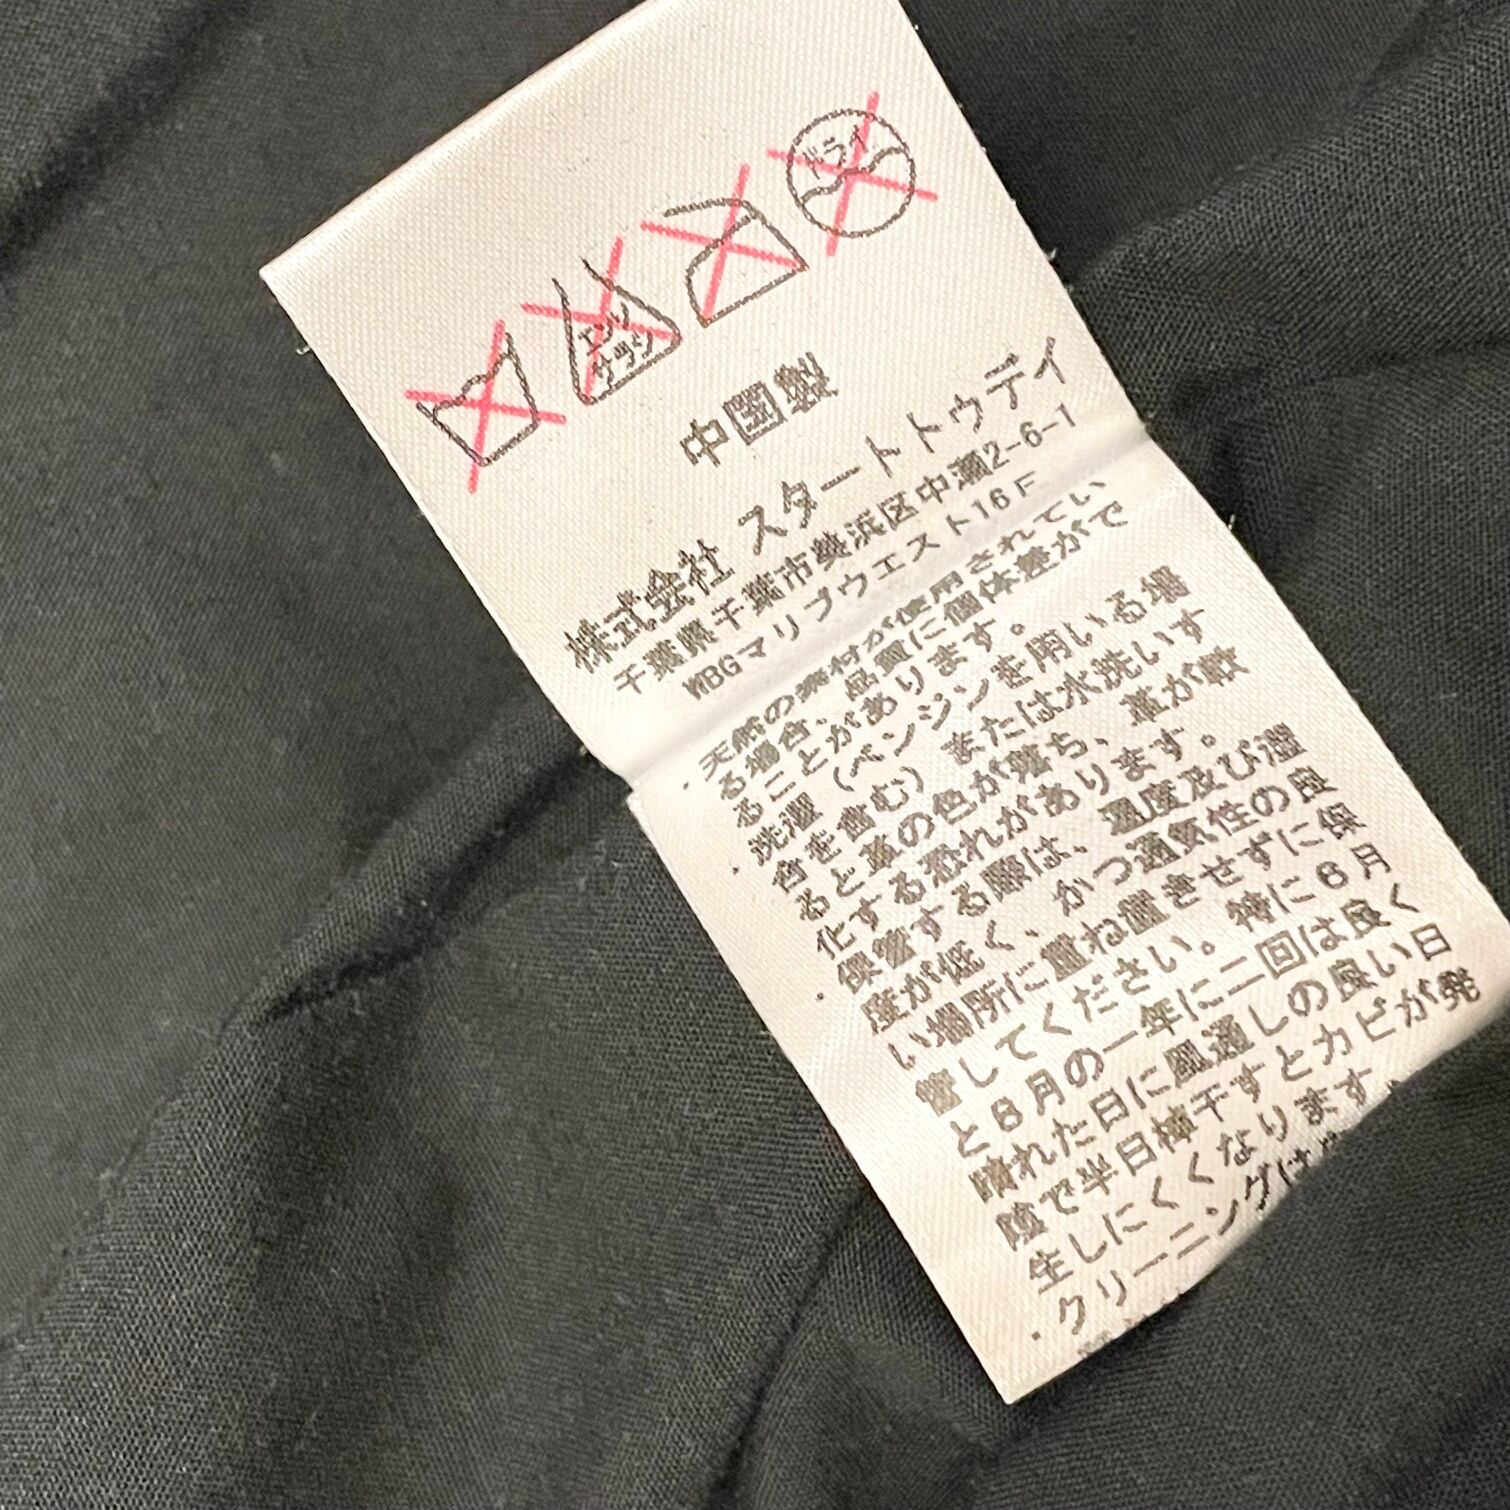 ドライ
エンソ
サラシ
中国製
株式会社 スタートトゥデイ
千葉県千葉市美浜区中瀬2-6-1
WBGマリブウエスト16F
・天然の素材が使用されてい
る場合、品質に個体差がで
ることがあります。
・洗濯(ベンジンを用いる場
合を含む)または水洗いす
ると革の色が落ち、革が硬
化する恐れがあります。
・保管する際は、温度及び湿
度が低く、かつ通気性の良
い場所に重ね置きせずに保
管してください。特に6月
と8月の一年に二回は良く
晴れた日に風通しの良い日
陰で半日棒干すとカビが発
生しにくくなります。
・クリーニングは